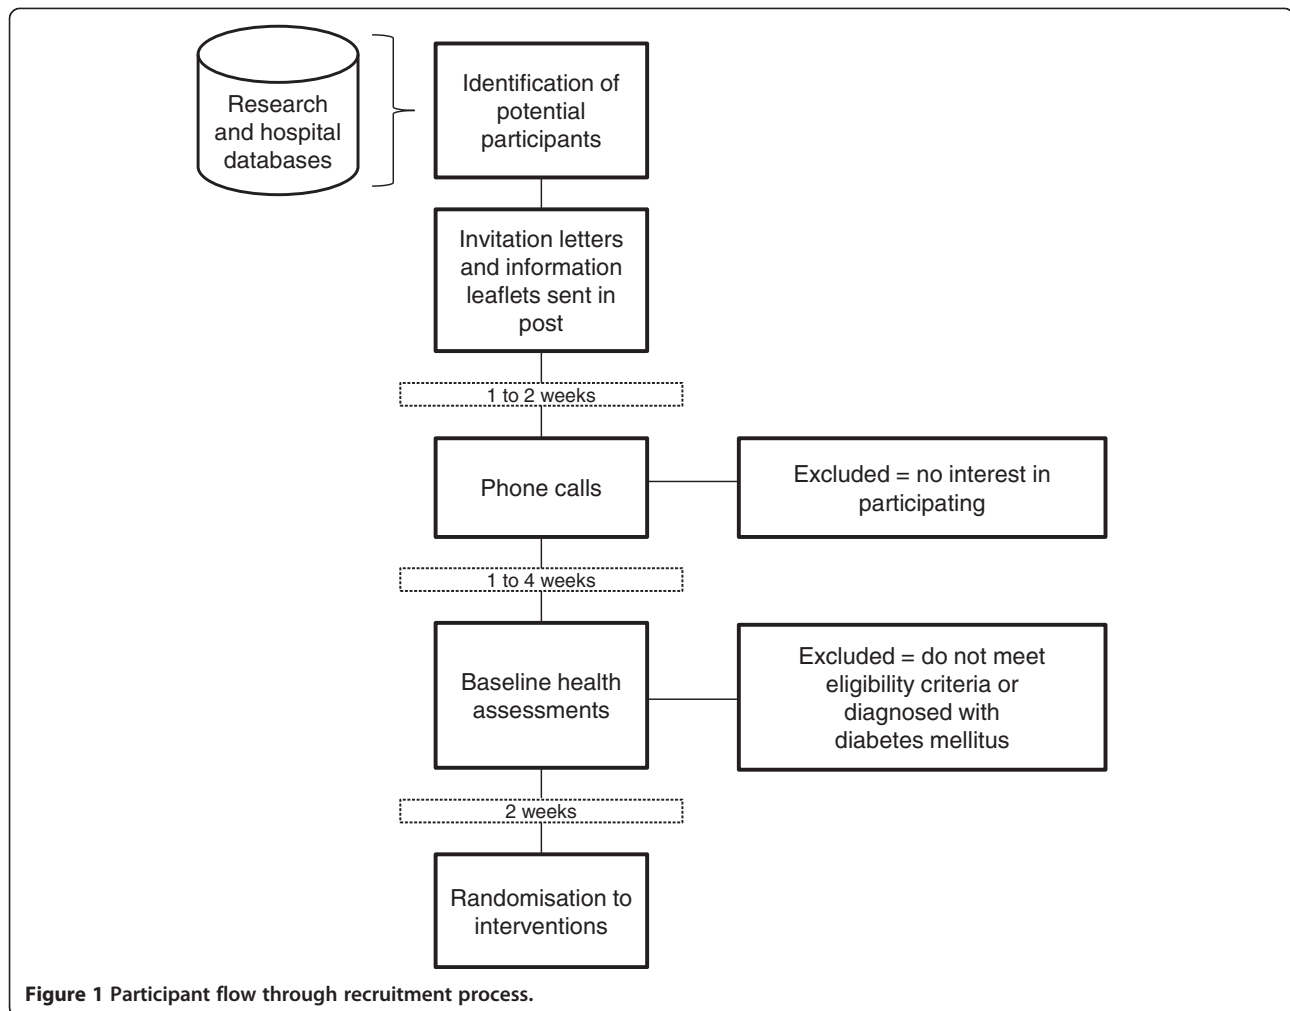 Research
and hospital
databases
Identification of
potential
participants
Invitation letters
and information
leaflets sent in
post
1 to 2 weeks
Phone calls
Excluded = no interest in
participating
1 to 4 weeks
Baseline health
assessments
Excluded = do not meet
eligibility criteria or
diagnosed with
diabetes mellitus
2 weeks
Randomisation to
interventions
Figure 1 Participant flow through recruitment process.